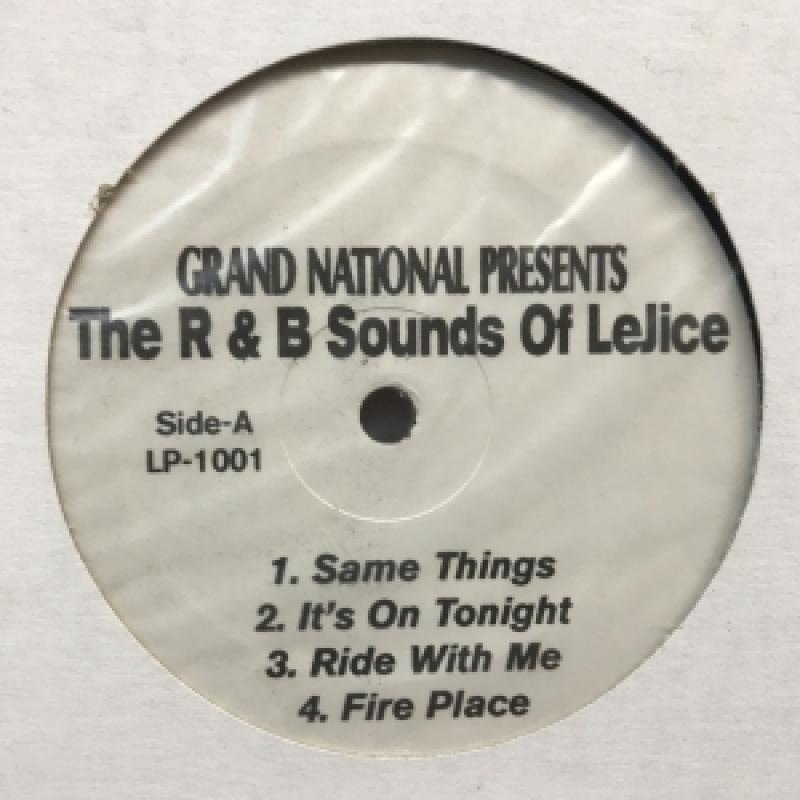 GRAND NATIONAL PRESENTS
The R & B Sounds Of LeJice
Side-A
LP-1001
1. Same Things
2. It's On Tonight
3. Ride With Me
4. Fire Place